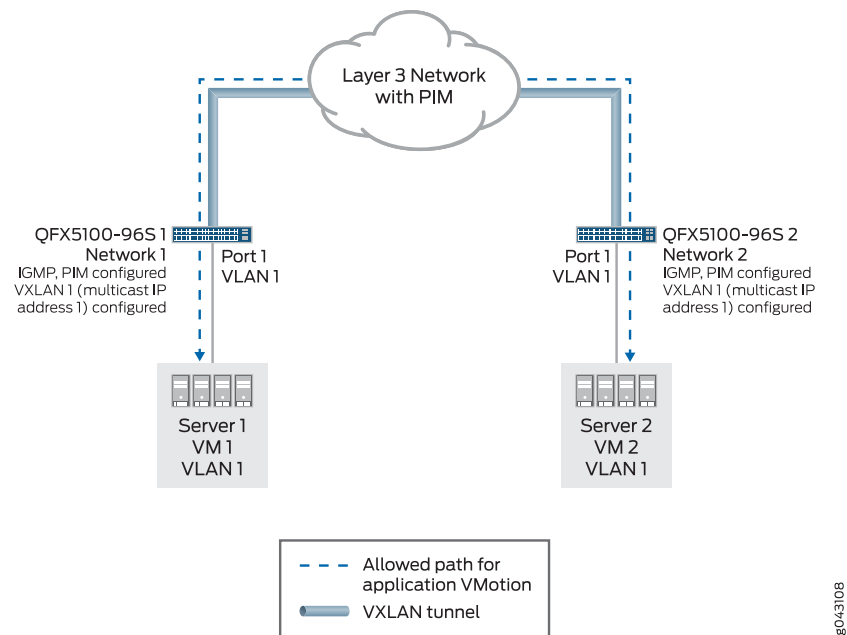 Layer 3 Network
with PIM
QFX5100-96S 1
Network 1
IGMP, PIM configured
VXLAN 1 (multicast IP
address 1) configured
Port 1
VLAN 1
Port 1
VLAN 1
QFX5100-96S 2
Network 2
IGMP, PIM configured
VXLAN 1 (multicast IP
address 1) configured
Server 1
VM 1
VLAN 1
Server 2
VM 2
VLAN 1
Allowed path for
application VMotion
VXLAN tunnel
g043108